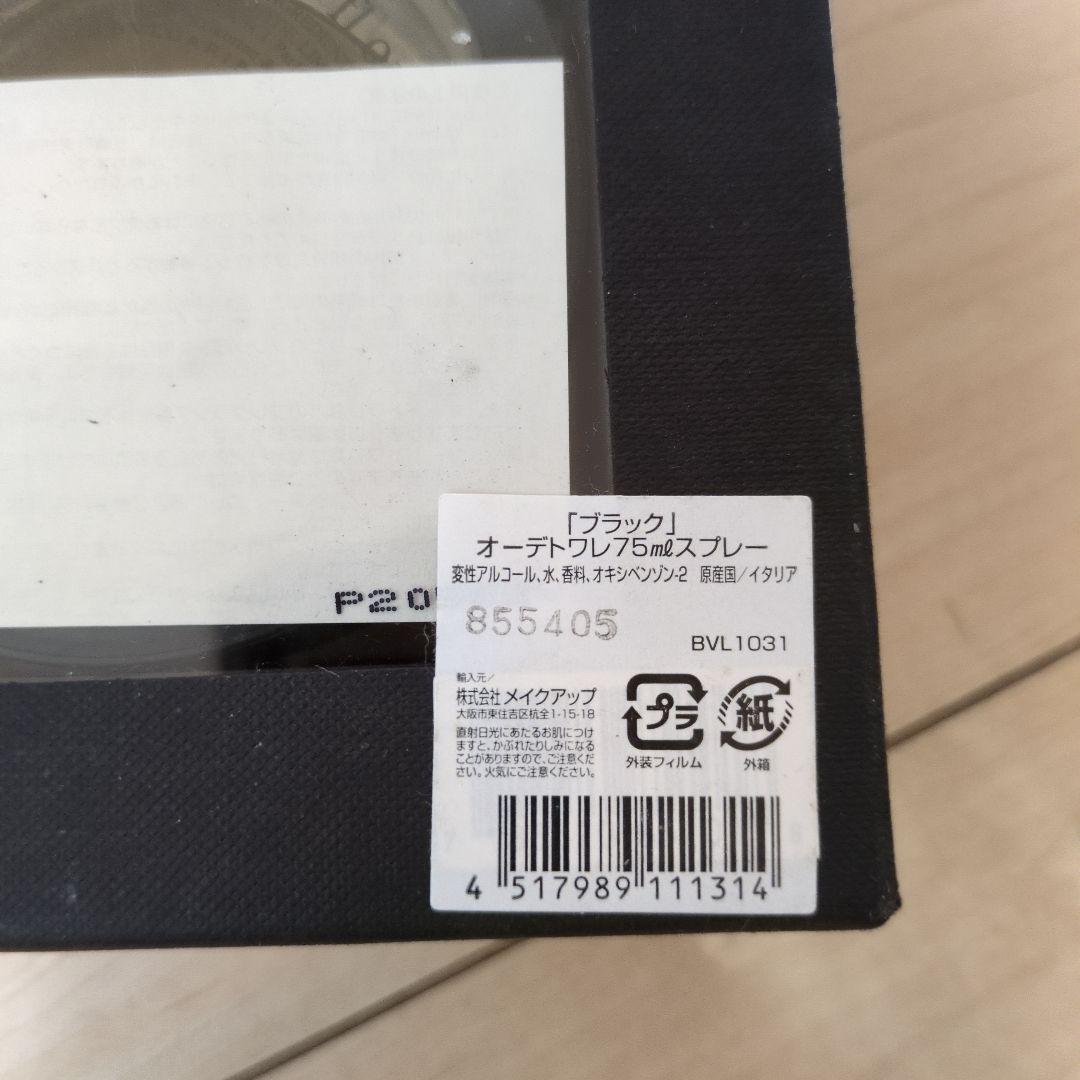 P20
「ブラック」
オーデトワレ75㎖スプレー
変性アルコール、水、香料、オキシベンゾン-2 原産国/イタリア
855405
BVL1031
輸入元/
株式会社 メイクアップ
大阪市東住吉区杭全1-15-18
直射日光にあたるお肌につけ
ますと、かぶれたりしみになる
ことがありますので、ご注意くだ
さい。火気にご注意ください。
プラ
外装フィルム
紙
外箱
4 517989 111314